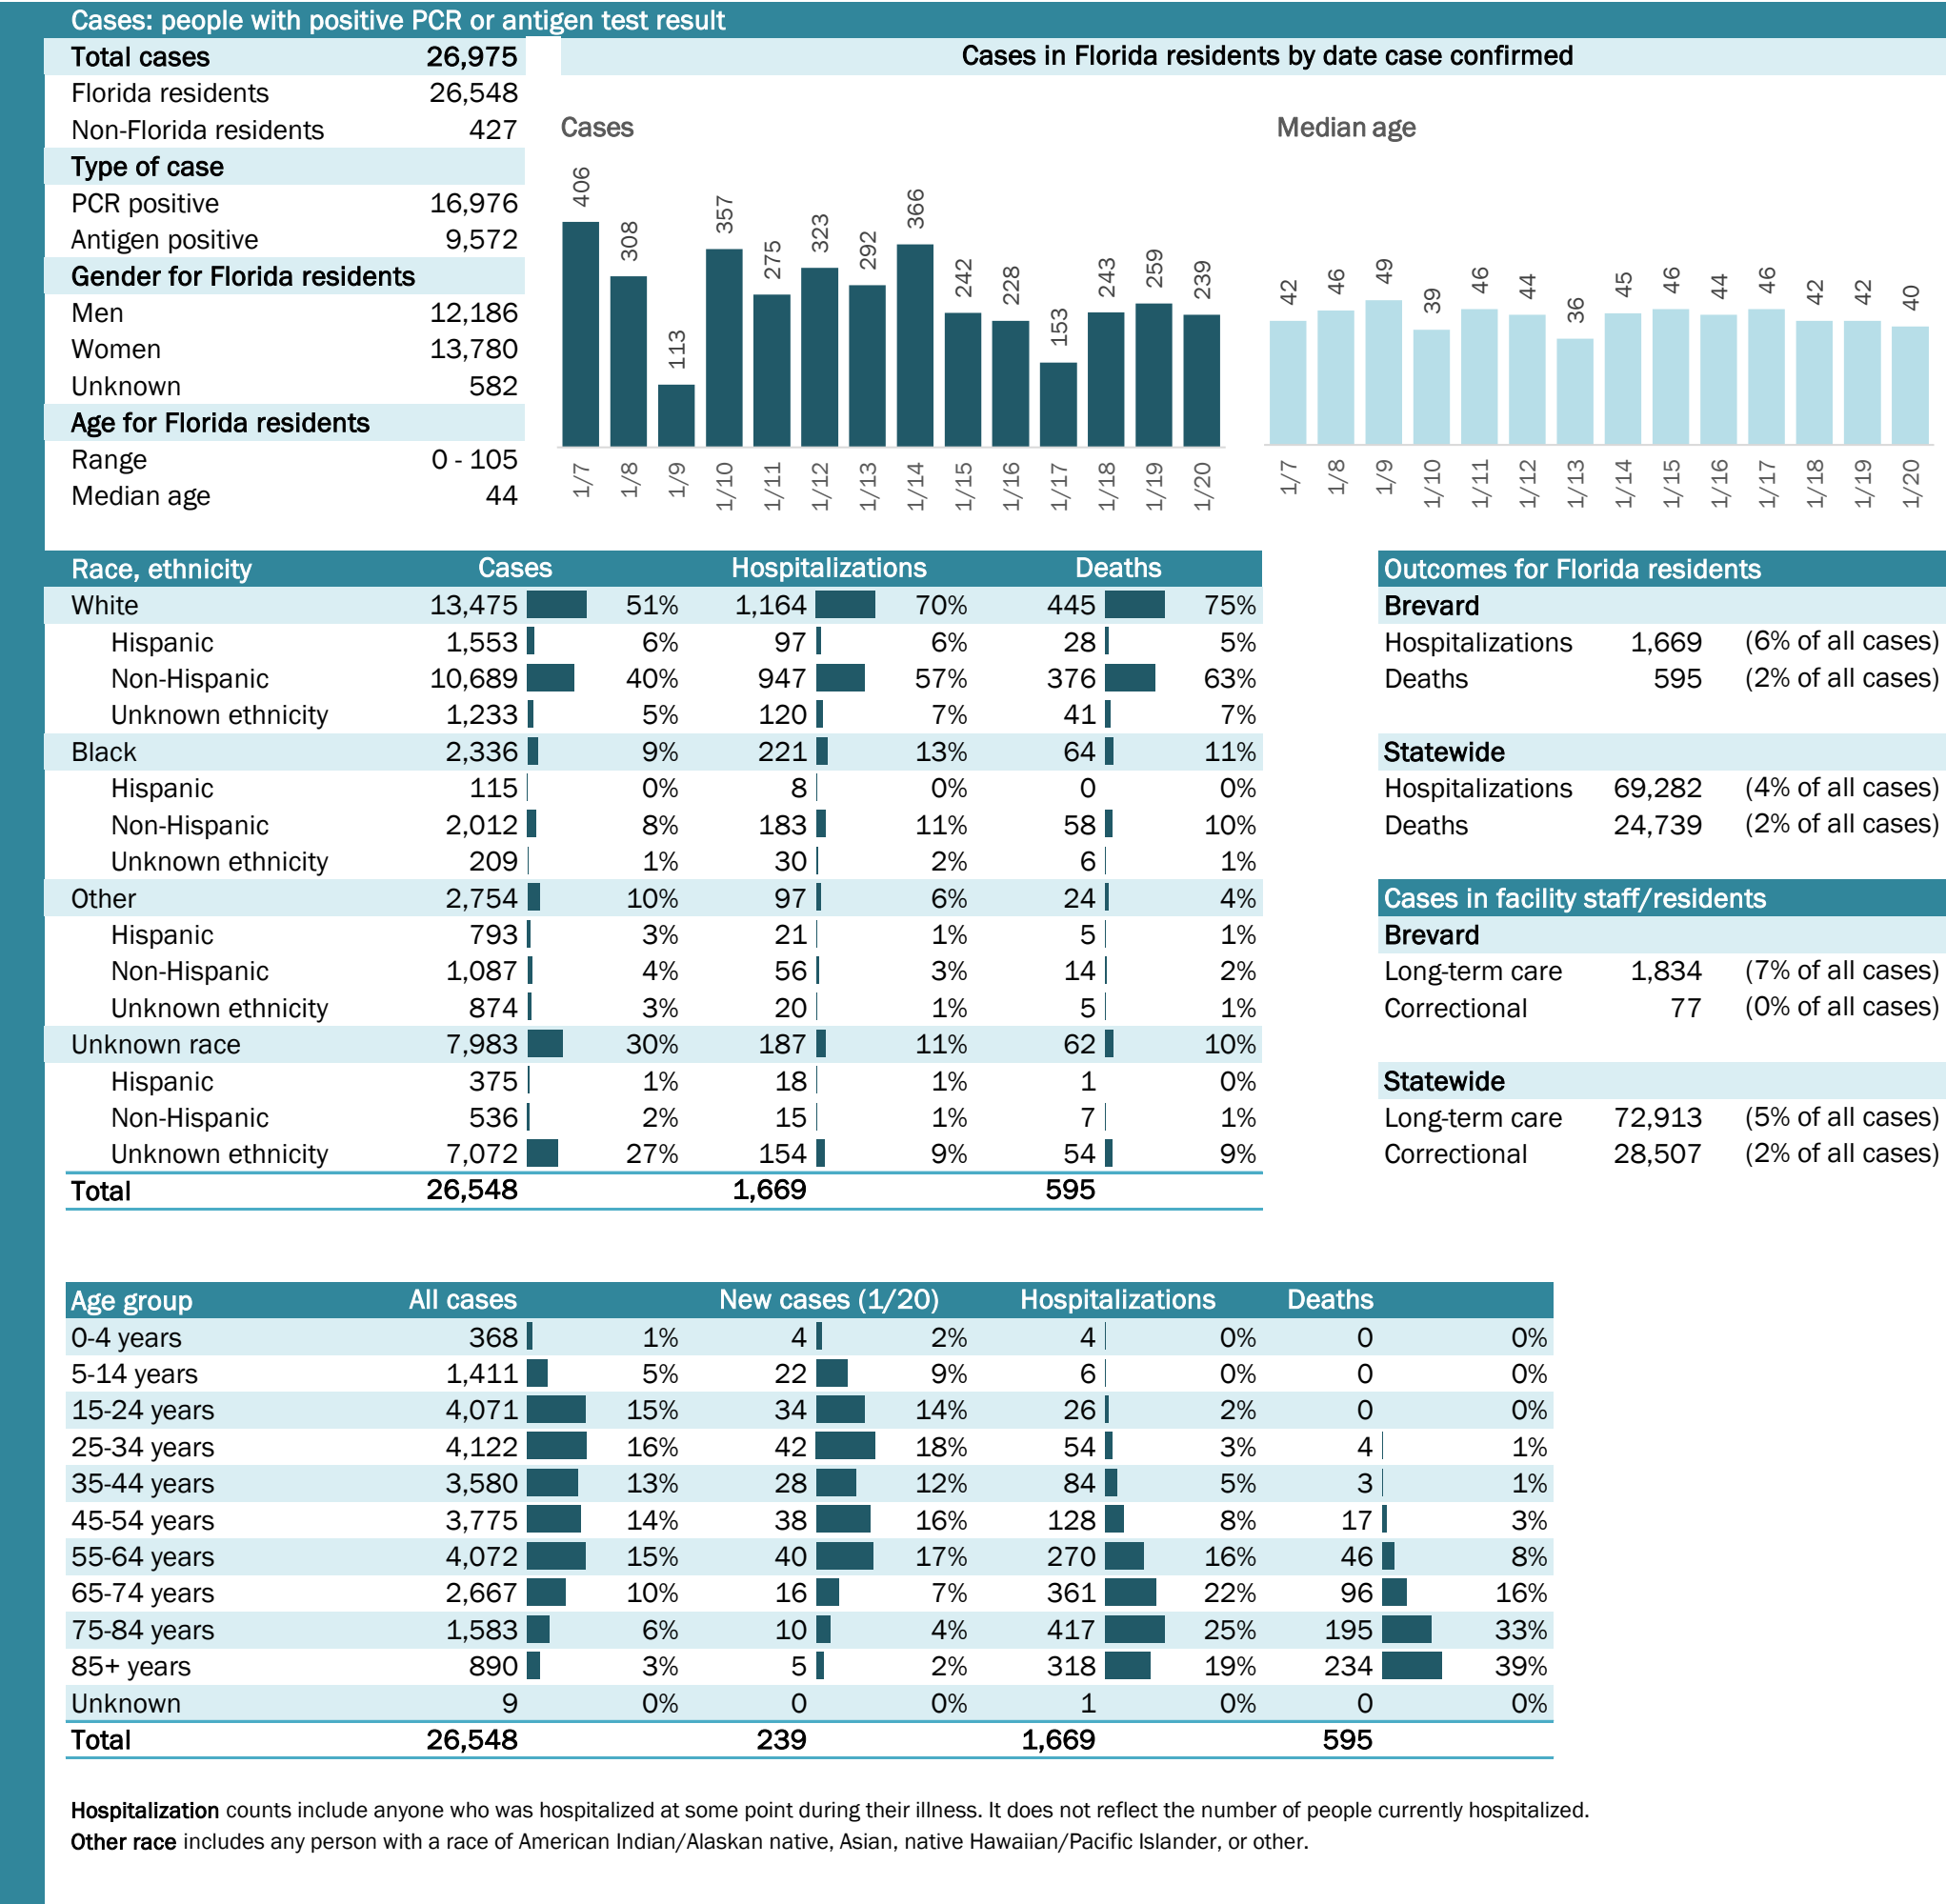 Cases: people with positive PCR or antigen test result
Total cases 26,975
Florida residents 26,548
Non-Florida residents 427
Type of case
PCR positive 16,976
Antigen positive 9,572
Gender for Florida residents
Men 12,186
Women 13,780
Unknown 582
Age for Florida residents
Range 0 - 105
Median age 44
Cases in Florida residents by date case confirmed
Cases
406 308 113 357 275 323 292 366 242 228 153 243 259 239
1/7 1/8 1/9 1/10 1/11 1/12 1/13 1/14 1/15 1/16 1/17 1/18 1/19 1/20
Median age
42 46 49 39 46 44 36 45 46 44 46 42 42 40
1/7 1/8 1/9 1/10 1/11 1/12 1/13 1/14 1/15 1/16 1/17 1/18 1/19 1/20
Race, ethnicity Cases Hospitalizations Deaths
White 13,475 51% 1,164 70% 445 75%
Hispanic 1,553 6% 97 6% 28 5%
Non-Hispanic 10,689 40% 947 57% 376 63%
Unknown ethnicity 1,233 5% 120 7% 41 7%
Black 2,336 9% 221 13% 64 11%
Hispanic 115 0% 8 0% 0 0%
Non-Hispanic 2,012 8% 183 11% 58 10%
Unknown ethnicity 209 1% 30 2% 6 1%
Other 2,754 10% 97 6% 24 4%
Hispanic 793 3% 21 1% 5 1%
Non-Hispanic 1,087 4% 56 3% 14 2%
Unknown ethnicity 874 3% 20 1% 5 1%
Unknown race 7,983 30% 187 11% 62 10%
Hispanic 375 1% 18 1% 1 0%
Non-Hispanic 536 2% 15 1% 7 1%
Unknown ethnicity 7,072 27% 154 9% 54 9%
Total 26,548 1,669 595
Outcomes for Florida residents
Brevard
Hospitalizations 1,669 (6% of all cases)
Deaths 595 (2% of all cases)
Statewide
Hospitalizations 69,282 (4% of all cases)
Deaths 24,739 (2% of all cases)
Cases in facility staff/residents
Brevard
Long-term care 1,834 (7% of all cases)
Correctional 77 (0% of all cases)
Statewide
Long-term care 72,913 (5% of all cases)
Correctional 28,507 (2% of all cases)
Age group All cases New cases (1/20) Hospitalizations Deaths
0-4 years 368 1% 4 2% 4 0% 0 0%
5-14 years 1,411 5% 22 9% 6 0% 0 0%
15-24 years 4,071 15% 34 14% 26 2% 0 0%
25-34 years 4,122 16% 42 18% 54 3% 4 1%
35-44 years 3,580 13% 28 12% 84 5% 3 1%
45-54 years 3,775 14% 38 16% 128 8% 17 3%
55-64 years 4,072 15% 40 17% 270 16% 46 8%
65-74 years 2,667 10% 16 7% 361 22% 96 16%
75-84 years 1,583 6% 10 4% 417 25% 195 33%
85+ years 890 3% 5 2% 318 19% 234 39%
Unknown 9 0% 0 0% 1 0% 0 0%
Total 26,548 239 1,669 595
Hospitalization counts include anyone who was hospitalized at some point during their illness. It does not reflect the number of people currently hospitalized.
Other race includes any person with a race of American Indian/Alaskan native, Asian, native Hawaiian/Pacific Islander, or other.